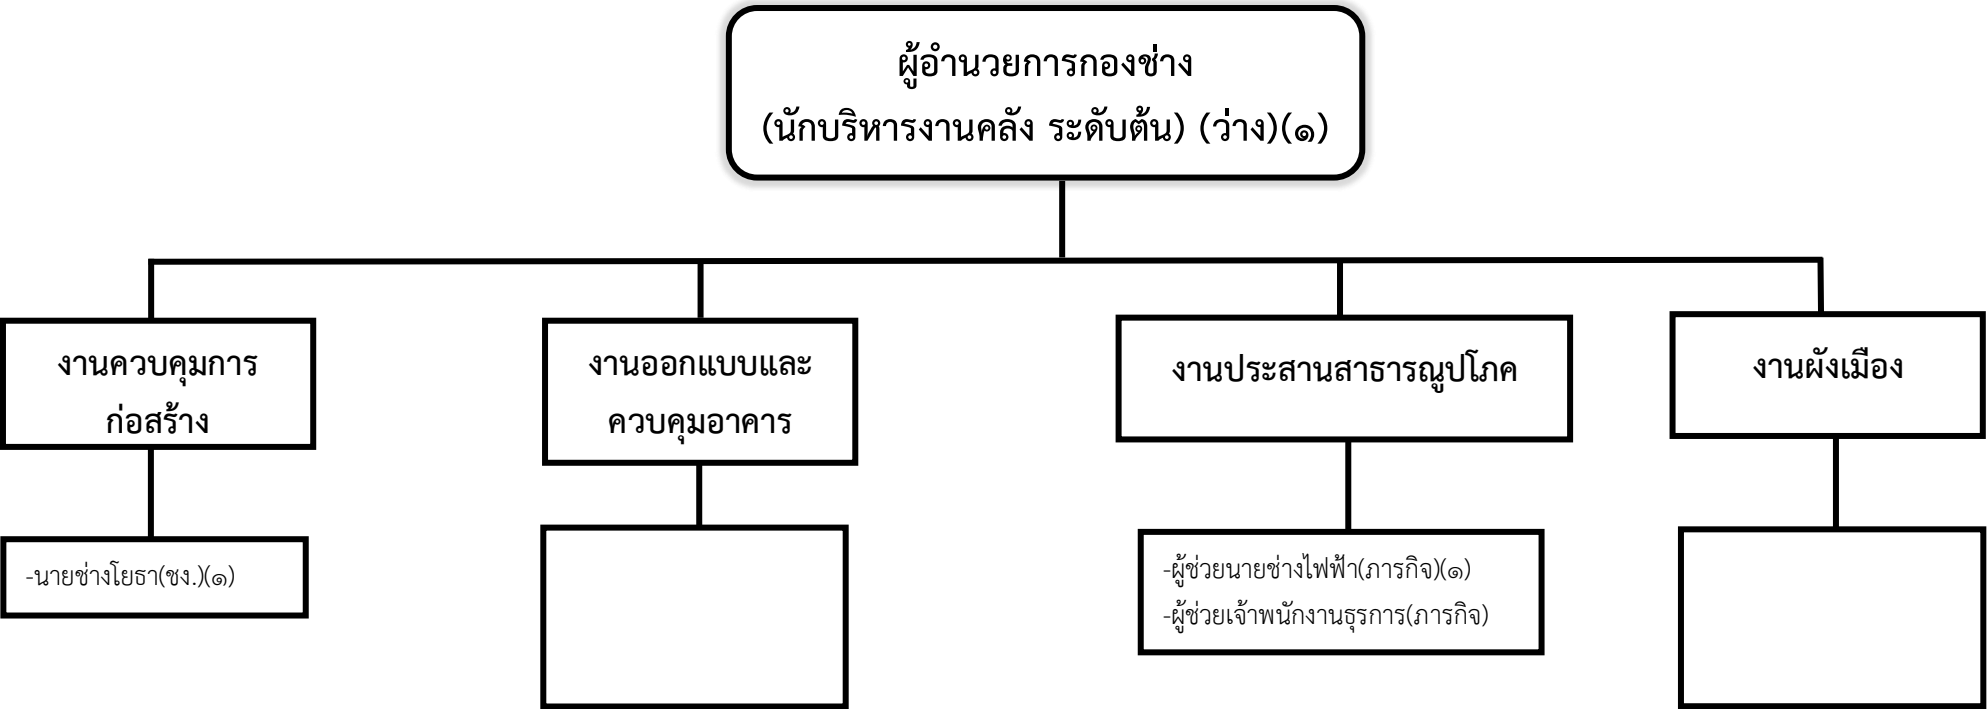 ผู้อำนวยการกองช่าง
(นักบริหารงานคลัง ระดับต้น) (ว่าง)(๑)
งานควบคุมการ
ก่อสร้าง
งานออกแบบและ
ควบคุมอาคาร
งานประสานสาธารณูปโภค
งานผังเมือง
-นายช่างโยธา(ชง.)(๑)
-ผู้ช่วยนายช่างไฟฟ้า(ภารกิจ)(๑)
-ผู้ช่วยเจ้าพนักงานธุรการ(ภารกิจ)